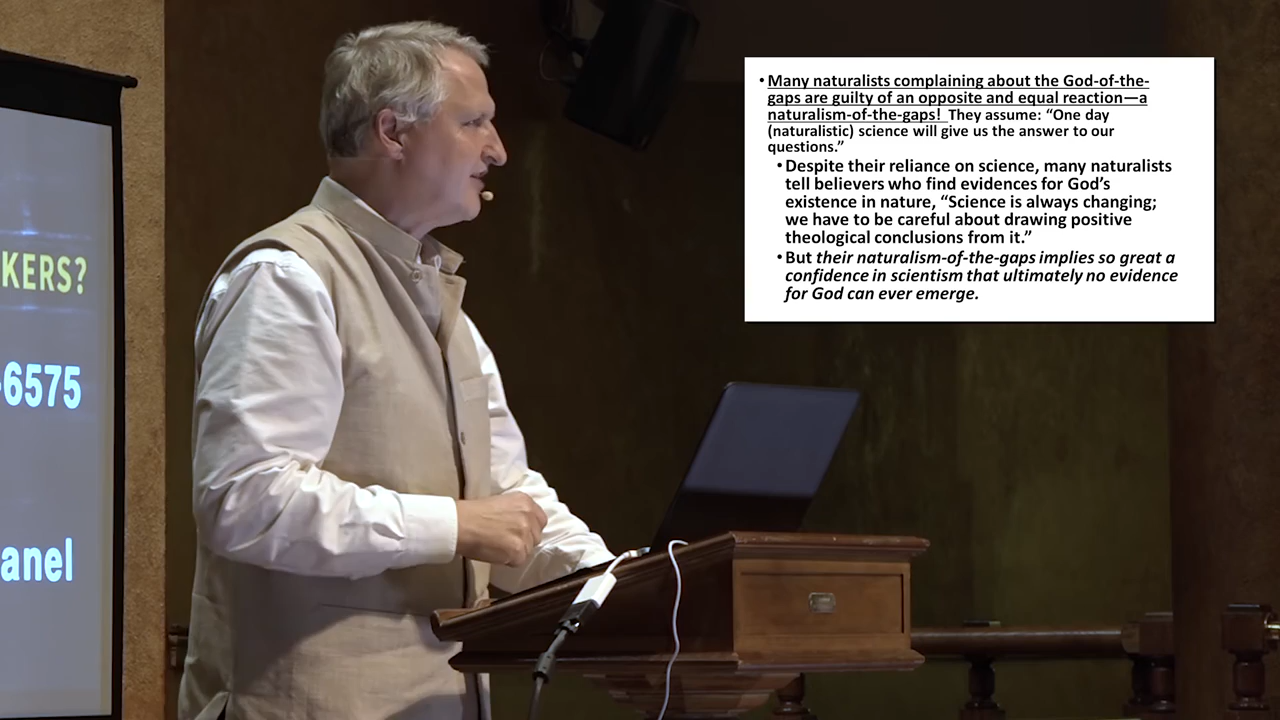 KERS?
-6575
anel
• Many naturalists complaining about the God-of-the-
gaps are guilty of an opposite and equal reaction—a
naturalism-of-the-gaps! They assume: “One day
(naturalistic) science will give us the answer to our
questions.”
• Despite their reliance on science, many naturalists
tell believers who find evidences for God’s
existence in nature, “Science is always changing;
we have to be careful about drawing positive
theological conclusions from it.”
• But their naturalism-of-the-gaps implies so great a
confidence in scientism that ultimately no evidence
for God can ever emerge.